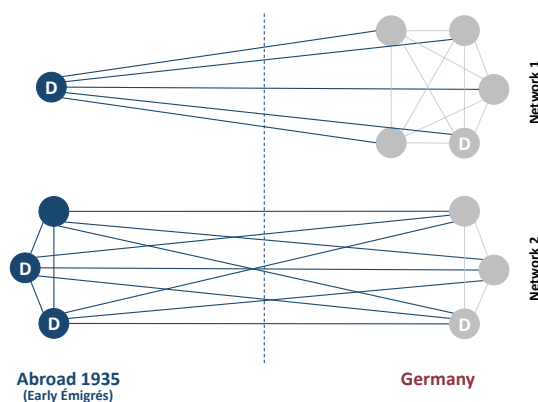 D
D
Network 1
D
D
D
Network 2
Abroad 1935
(Early Émigrés)
Germany